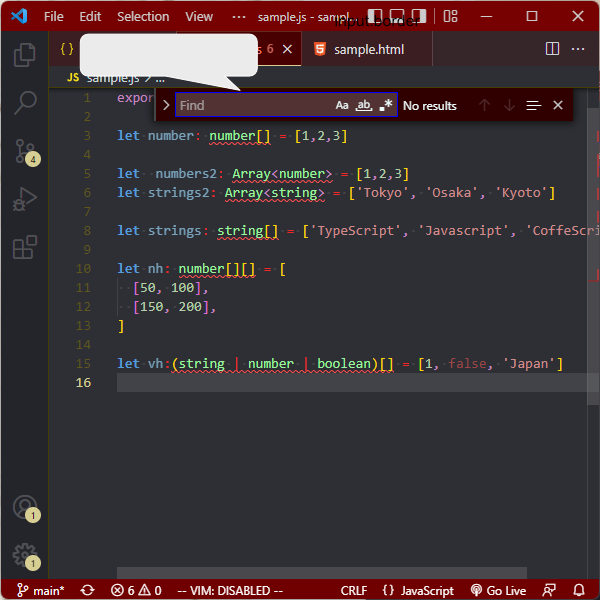 File Edit Selection View ··· sample.js - sampl
input.border
{} s 6 × sample.html ···
JS sample.js > ...
1 expor
> Find Aa ab .* No results
2
3 let number: number[] = [1,2,3]
4
5 let numbers2: Array<number> = [1,2,3]
6 let strings2: Array<string> = ['Tokyo', 'Osaka', 'Kyoto']
7
8 let strings: string[] = ['TypeScript', 'Javascript', 'CoffeScri
9
10 let nh: number[][] = [
11 [50, 100],
12 [150, 200],
13 ]
14
15 let vh:(string | number | boolean)[] = [1, false, 'Japan']
16
4
1
1
main* 6 0 -- VIM: DISABLED -- CRLF {} JavaScript Go Live